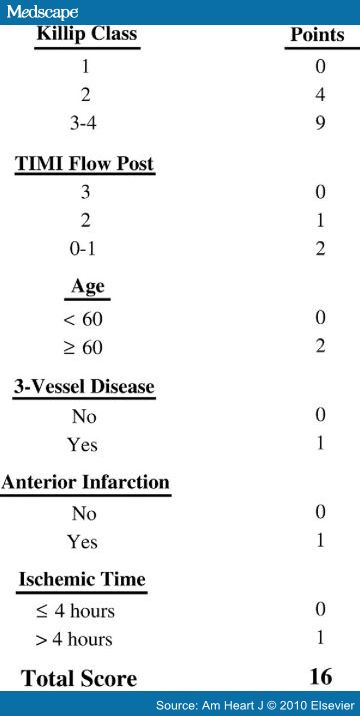 Medscape®
Killip Class Points
1 0
2 4
3-4 9
TIMI Flow Post
3 0
2 1
0-1 2
Age
< 60 0
≥ 60 2
3-Vessel Disease
No 0
Yes 1
Anterior Infarction
No 0
Yes 1
Ischemic Time
≤ 4 hours 0
> 4 hours 1
Total Score 16
Source: Am Heart J © 2010 Elsevier